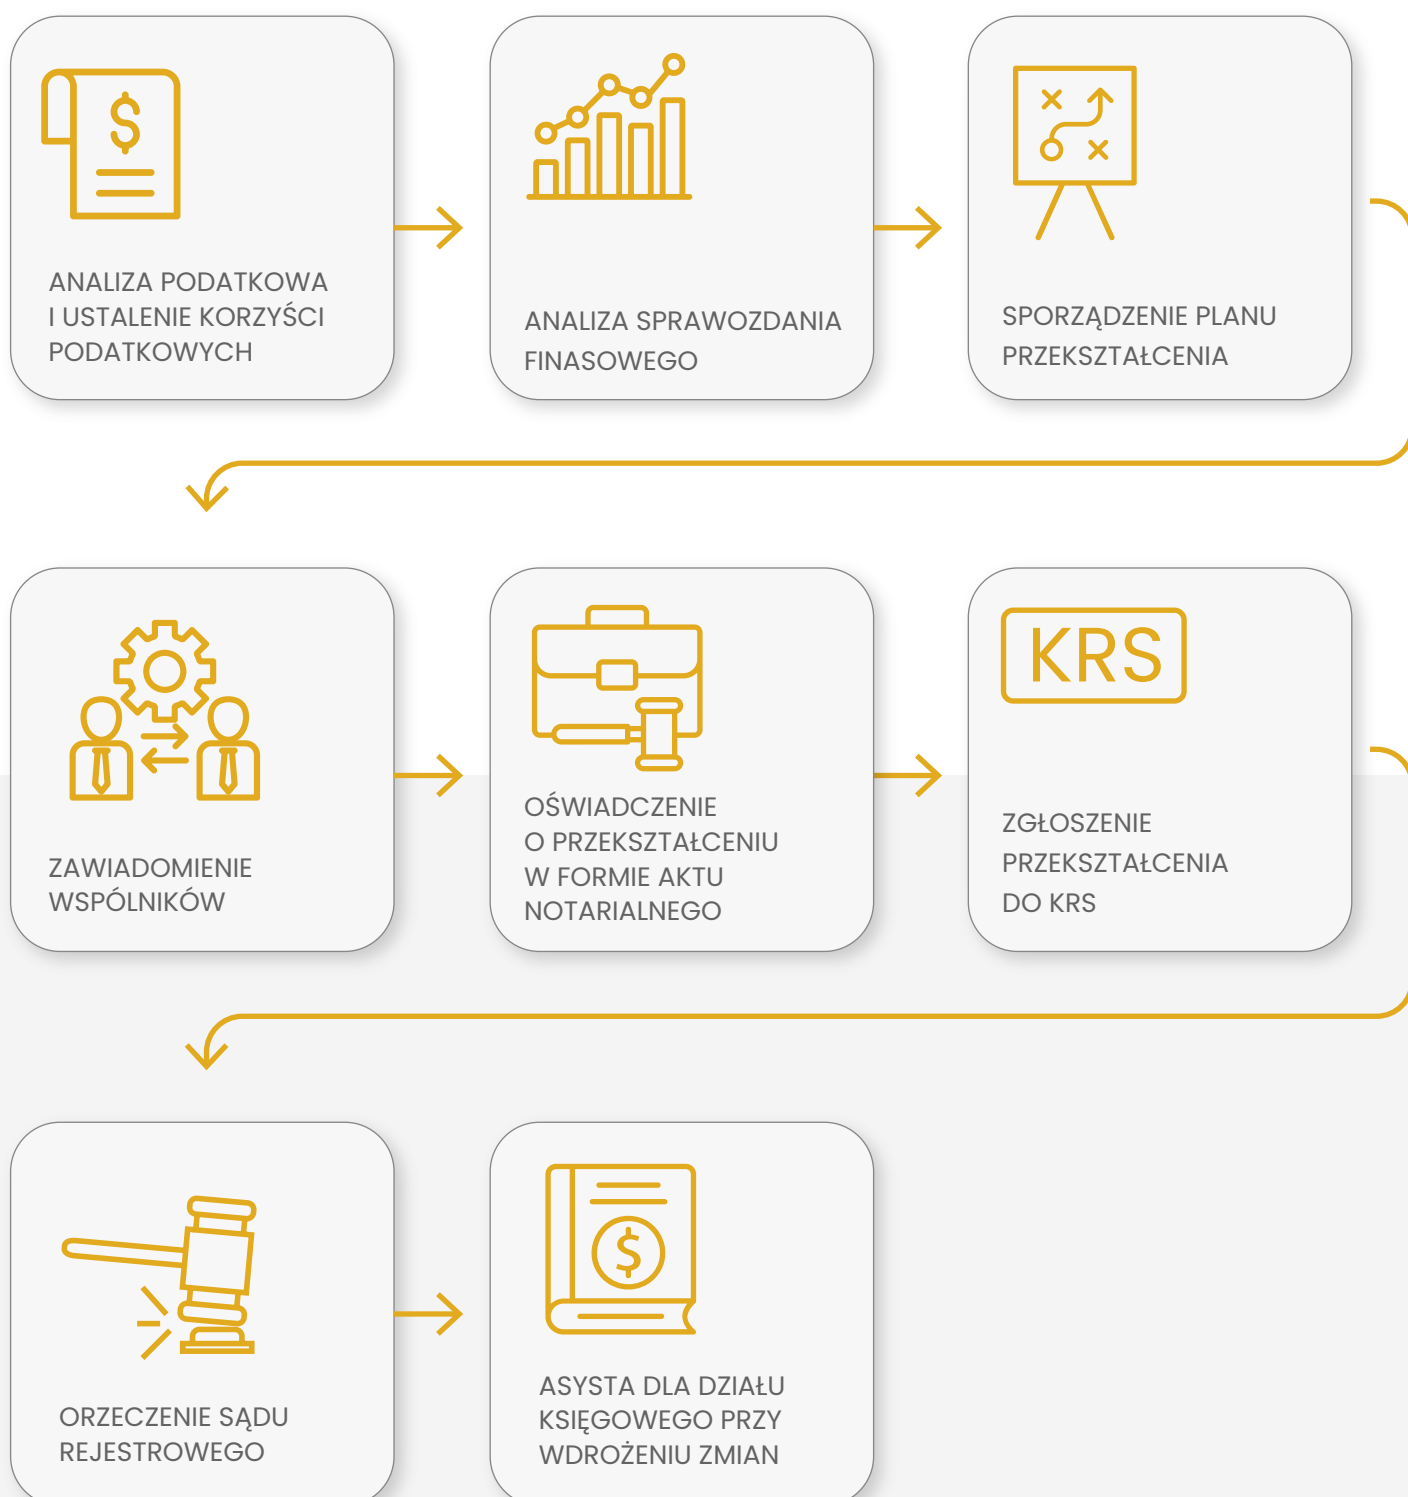 $
ANALIZA PODATKOWA
I USTALENIE KORZYŚCI
PODATKOWYCH
ANALIZA SPRAWOZDANIA
FINASOWEGO
SPORZĄDZENIE PLANU
PRZEKSZTAŁCENIA
ZAWIADOMIENIE
WSPÓLNIKÓW
OŚWIADCZENIE
O PRZEKSZTAŁCENIU
W FORMIE AKTU
NOTARIALNEGO
KRS
ZGŁOSZENIE
PRZEKSZTAŁCENIA
DO KRS
ORZECZENIE SĄDU
REJESTROWEGO
$
ASYSTA DLA DZIAŁU
KSIĘGOWEGO PRZY
WDROŻENIU ZMIAN